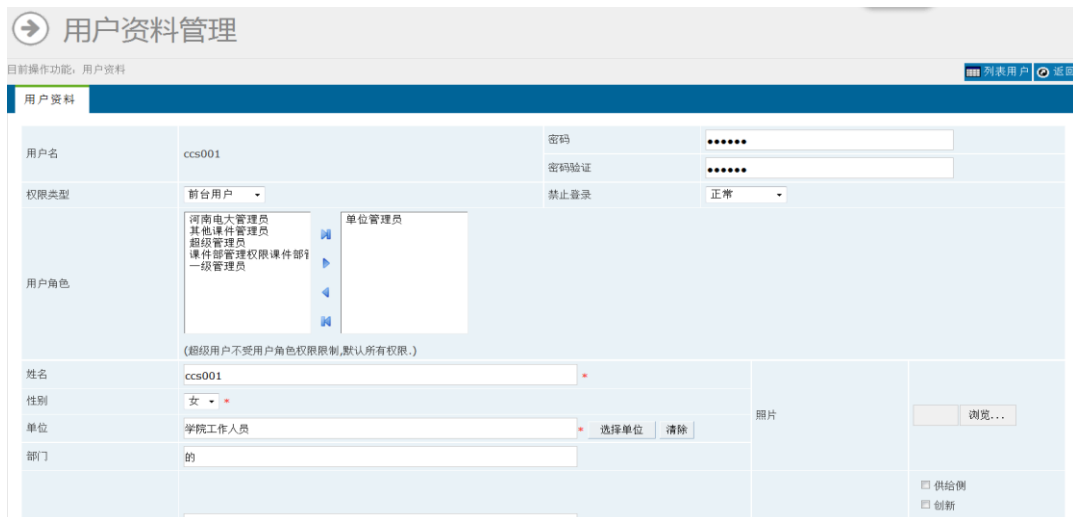 用户资料管理
目前操作功能：用户资料
列表用户 返回
用户资料
用户名 ccs001 密码 ••••••
密码验证 ••••••
权限类型 前台用户 禁止登录 正常
用户角色
河南电大管理员
其他课件管理员
超级管理员
课件部管理权限课件部管
一级管理员
单位管理员
(超级用户不受用户角色权限限制,默认所有权限.)
姓名 ccs001 *
性别 女 *
单位 学院工作人员 * 选择单位 清除
照片 浏览...
部门 的
供给侧
创新